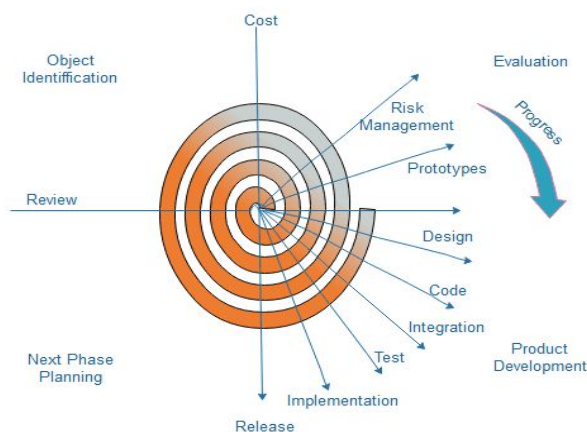 Cost
Object
Identiffication
Evaluation
Progress
Risk
Management
Prototypes
Review
Design
Code
Integration
Test
Next Phase
Planning
Product
Development
Implementation
Release